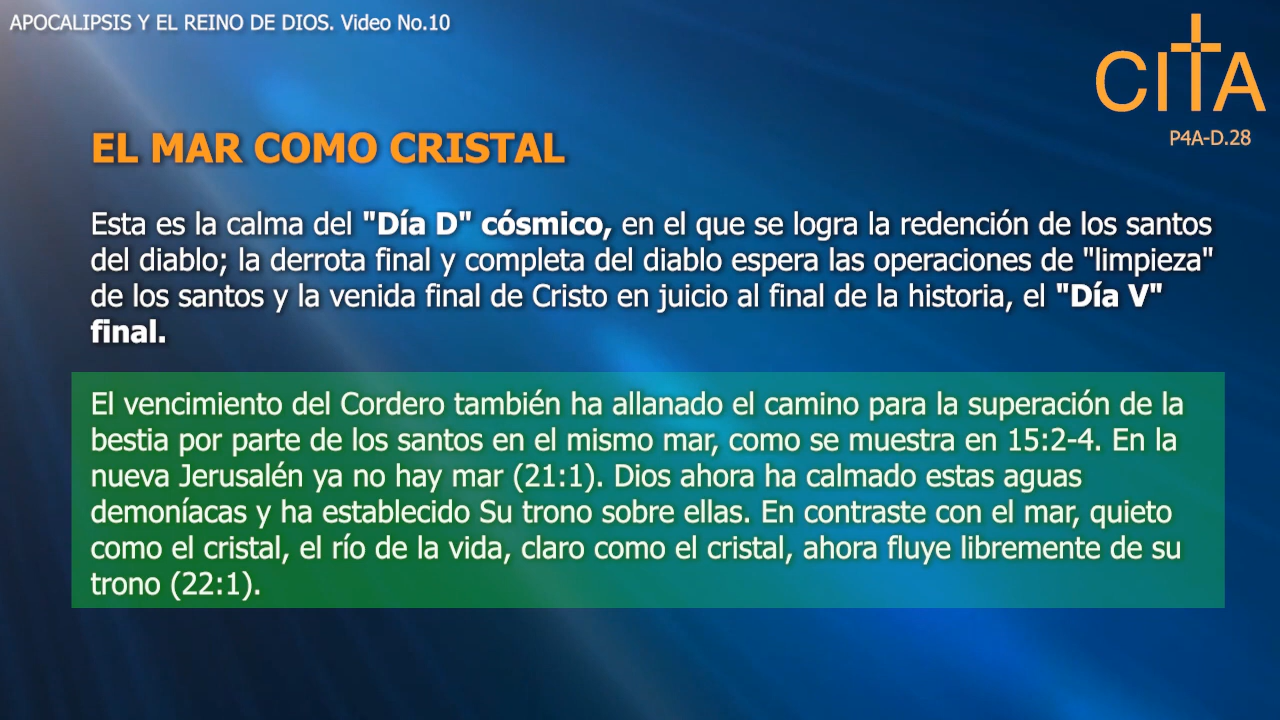 APOCALIPSIS Y EL REINO DE DIOS. Video No.10
CITA
P4A-D.28
EL MAR COMO CRISTAL
Esta es la calma del "Día D" cósmico, en el que se logra la redención de los santos
del diablo; la derrota final y completa del diablo espera las operaciones de "limpieza"
de los santos y la venida final de Cristo en juicio al final de la historia, el "Día V"
final.
El vencimiento del Cordero también ha allanado el camino para la superación de la
bestia por parte de los santos en el mismo mar, como se muestra en 15:2-4. En la
nueva Jerusalén ya no hay mar (21:1). Dios ahora ha calmado estas aguas
demoníacas y ha establecido Su trono sobre ellas. En contraste con el mar, quieto
como el cristal, el río de la vida, claro como el cristal, ahora fluye libremente de su
trono (22:1).